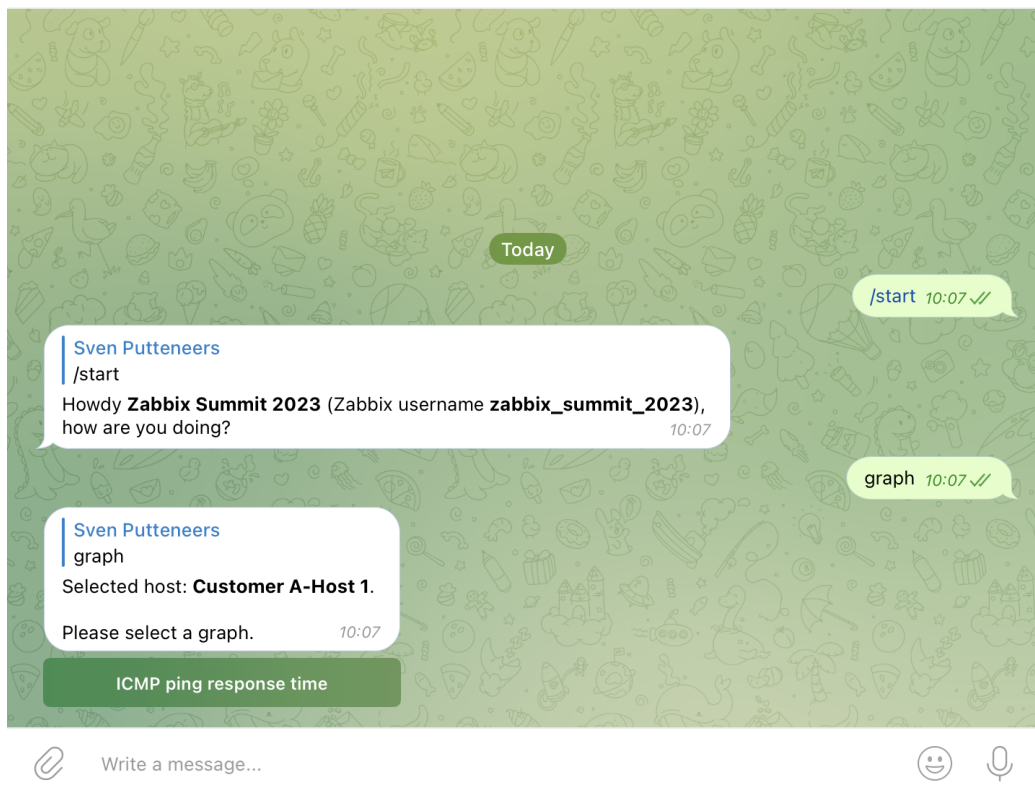 Today
/start 10:07
Sven Putteneers
/start
Howdy Zabbix Summit 2023 (Zabbix username zabbix_summit_2023),
how are you doing? 10:07
graph 10:07
Sven Putteneers
graph
Selected host: Customer A-Host 1.
Please select a graph. 10:07
ICMP ping response time
Write a message...